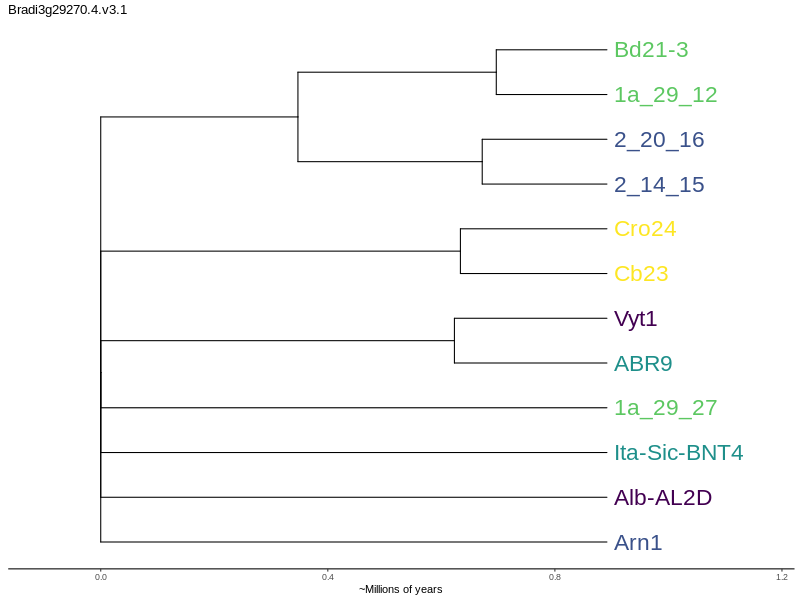 Bradi3g29270.4.v3.1
Bd21-3
1a_29_12
2_20_16
2_14_15
Cro24
Cb23
Vyt1
ABR9
1a_29_27
Ita-Sic-BNT4
Alb-AL2D
Arn1
0.0 0.4 0.8 1.2
~Millions of years